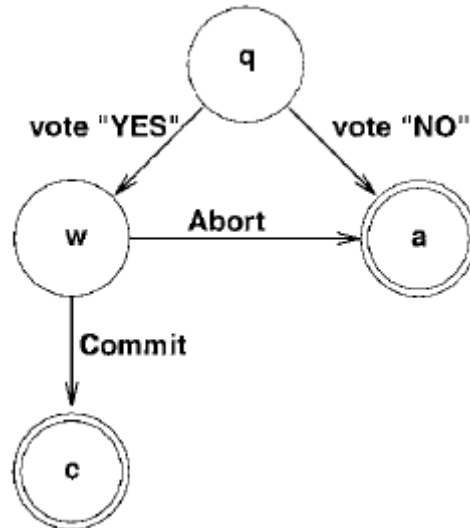 q
vote "YES"
vote "NO"
w
Abort
a
Commit
c